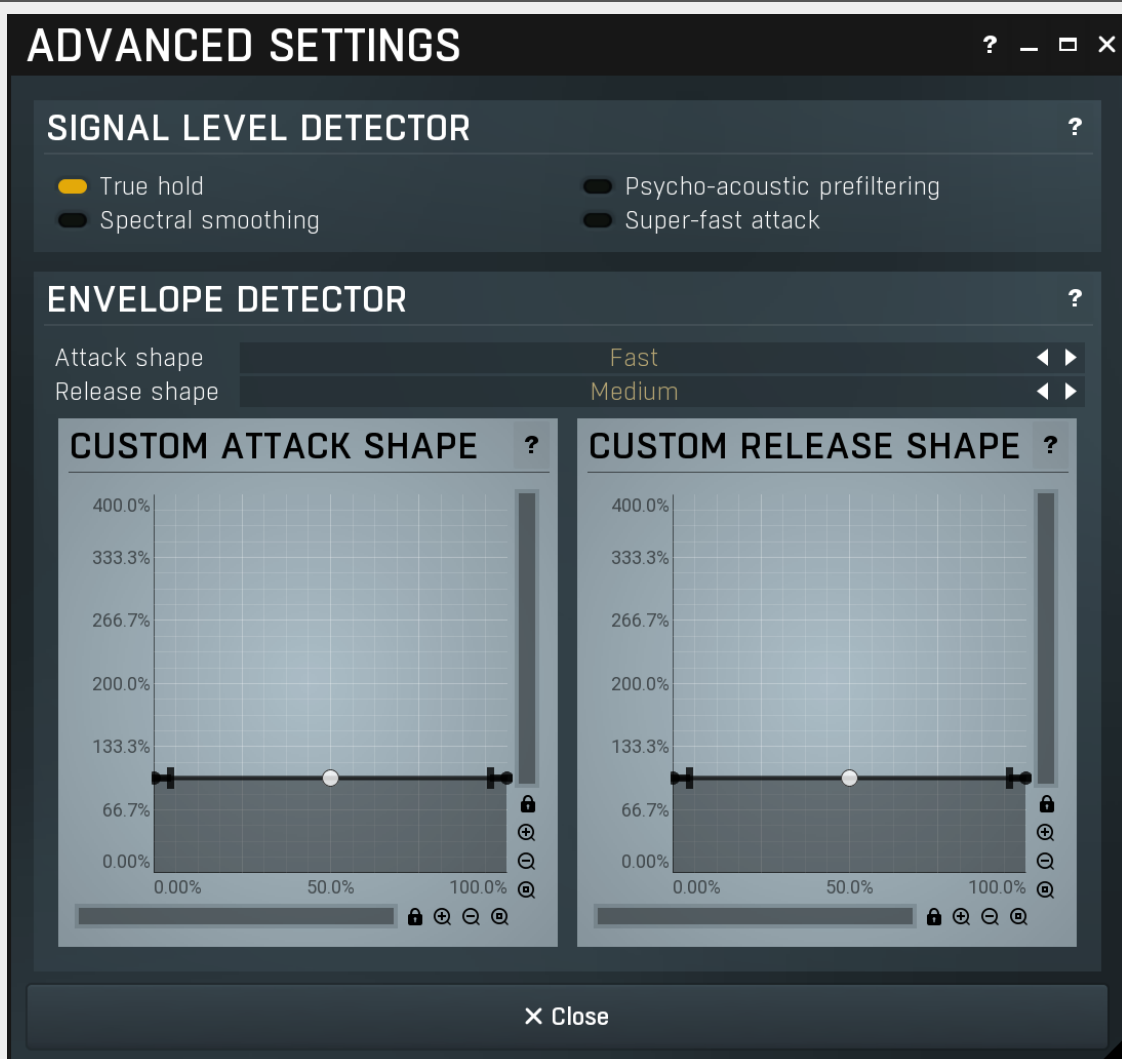 ADVANCED SETTINGS ?
SIGNAL LEVEL DETECTOR ?
True hold
Psycho-acoustic prefiltering
Spectral smoothing
Super-fast attack
ENVELOPE DETECTOR ?
Attack shape Fast
Release shape Medium
CUSTOM ATTACK SHAPE ?
400.0%
333.3%
266.7%
200.0%
133.3%
66.7%
0.00%
0.00% 50.0% 100.0%
CUSTOM RELEASE SHAPE ?
400.0%
333.3%
266.7%
200.0%
133.3%
66.7%
0.00%
0.00% 50.0% 100.0%
Close